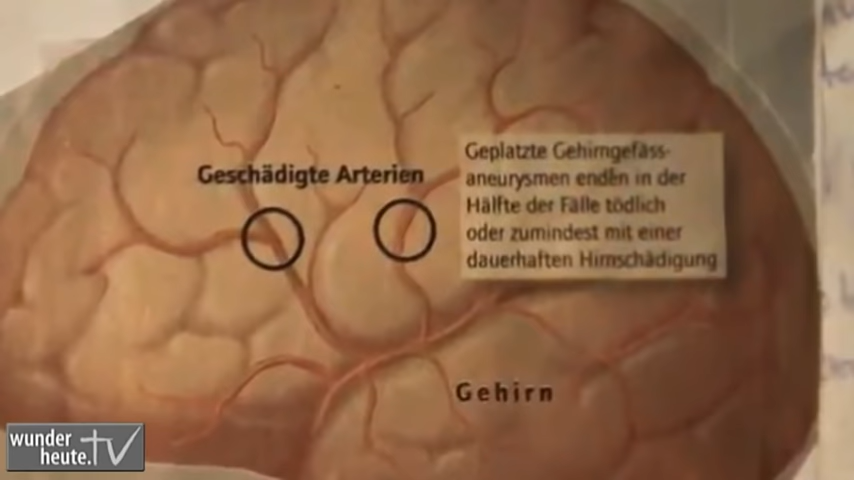 Geschädigte Arterien
Geplatzte Gehirngefäss-
aneurysmen enden in der
Hälfte der Fälle tödlich
oder zumindest mit einer
dauerhaften Hirnschädigung
Gehirn
wunder
heute.TV